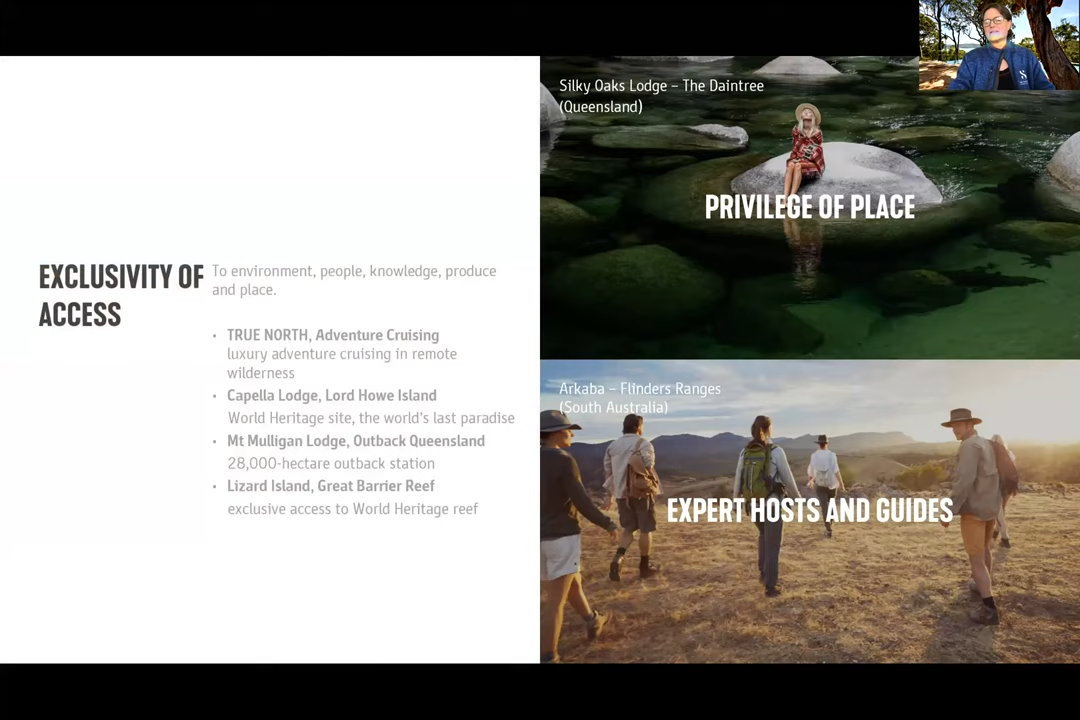 EXCLUSIVITY OF
ACCESS
To environment, people, knowledge, produce
and place.
• TRUE NORTH, Adventure Cruising
luxury adventure cruising in remote
wilderness
• Capella Lodge, Lord Howe Island
World Heritage site, the world's last paradise
• Mt Mulligan Lodge, Outback Queensland
28,000-hectare outback station
• Lizard Island, Great Barrier Reef
exclusive access to World Heritage reef
Silky Oaks Lodge – The Daintree
(Queensland)
PRIVILEGE OF PLACE
Arkaba – Flinders Ranges
(South Australia)
EXPERT HOSTS AND GUIDES